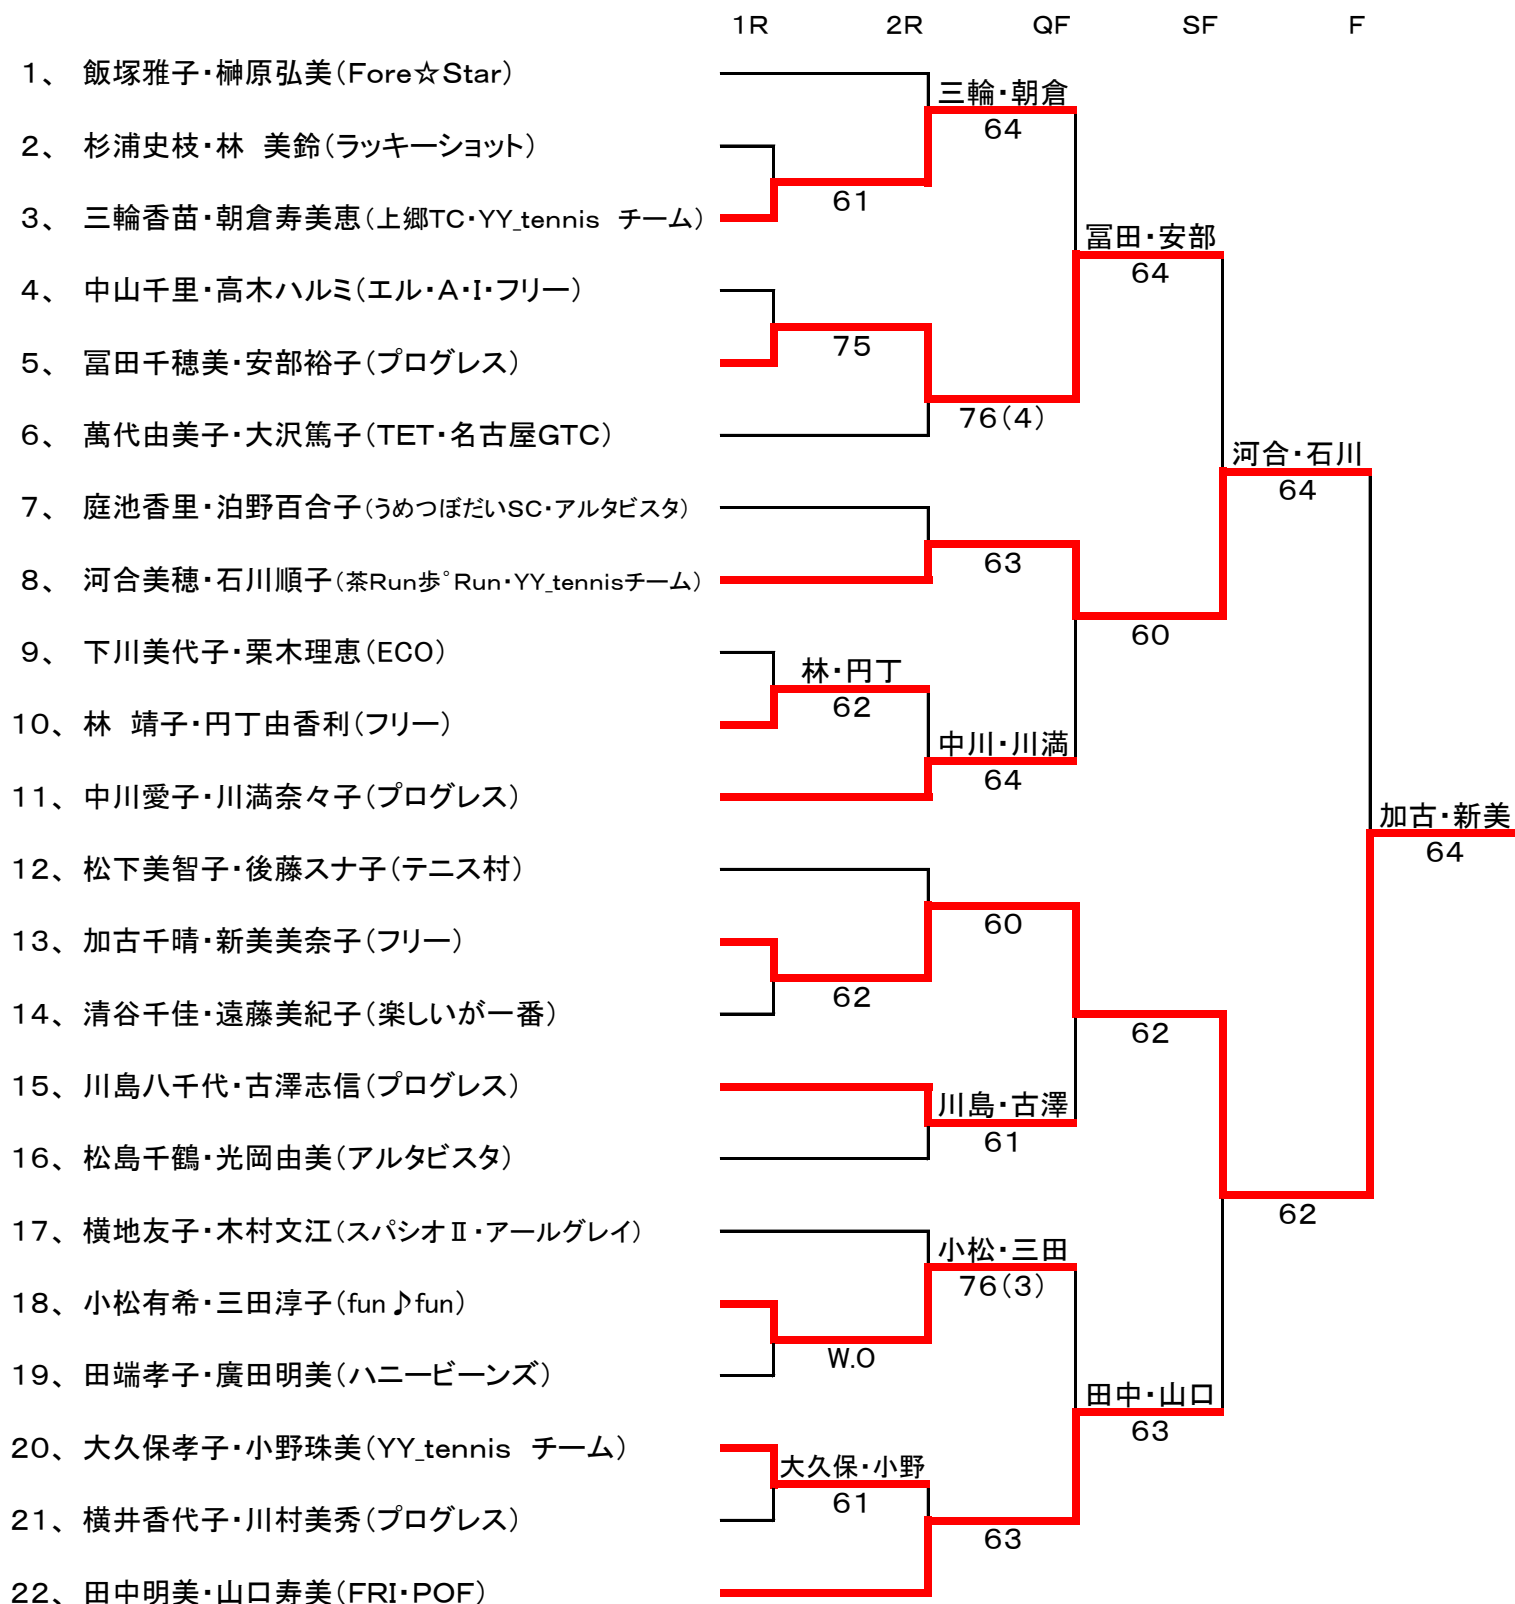 1R 2R QF SF F
1、 飯塚雅子・榊原弘美(Fore☆Star)
三輪・朝倉
64
2、 杉浦史枝・林　美鈴(ラッキーショット)
61
3、 三輪香苗・朝倉寿美恵(上郷TC・YY_tennis　チーム)
冨田・安部
64
4、 中山千里・高木ハルミ(エル・A・I・フリー)
75
5、 冨田千穂美・安部裕子(プログレス)
76(4)
6、 萬代由美子・大沢篤子(TET・名古屋GTC)
河合・石川
64
7、 庭池香里・泊野百合子(うめつぼだいSC・アルタビスタ)
63
8、 河合美穂・石川順子(茶Run歩゜Run・YY_tennisチーム)
60
9、 下川美代子・栗木理恵(ECO)
林・円丁
62
10、 林　靖子・円丁由香利(フリー)
中川・川満
64
11、 中川愛子・川満奈々子(プログレス)
加古・新美
64
12、 松下美智子・後藤スナ子(テニス村)
60
13、 加古千晴・新美美奈子(フリー)
62
14、 清谷千佳・遠藤美紀子(楽しいが一番)
62
15、 川島八千代・古澤志信(プログレス)
川島・古澤
61
16、 松島千鶴・光岡由美(アルタビスタ)
62
17、 横地友子・木村文江(スパシオⅡ・アールグレイ)
小松・三田
76(3)
18、 小松有希・三田淳子(fun♪fun)
W.O
19、 田端孝子・廣田明美(ハニービーンズ)
田中・山口
63
20、 大久保孝子・小野珠美(YY_tennis　チーム)
大久保・小野
61
21、 横井香代子・川村美秀(プログレス)
63
22、 田中明美・山口寿美(FRI・POF)